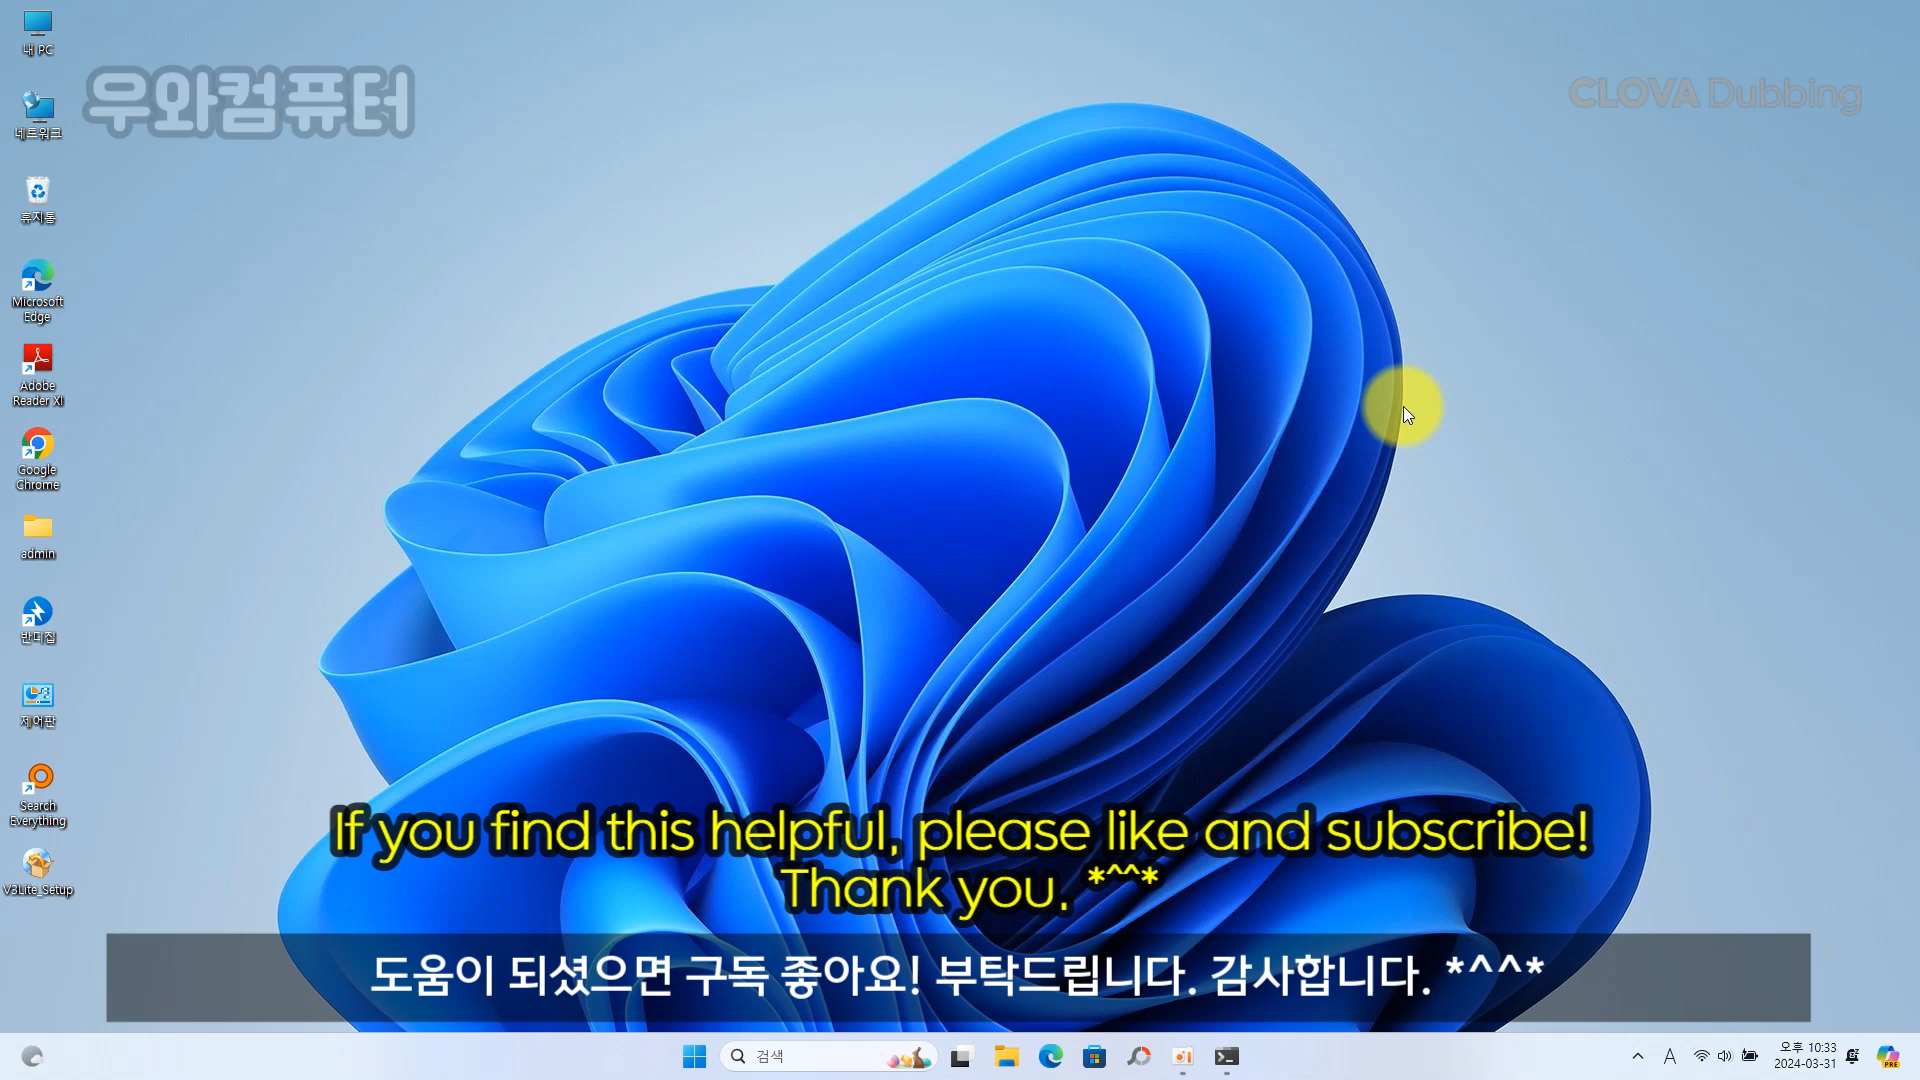 내 PC
우와컴퓨터
CLOVA Dubbing
네트워크
휴지통
Microsoft
Edge
Adobe
Reader XI
Google
Chrome
admin
반디집
제어판
Search
Everything
V3Lite_Setup
If you find this helpful, please like and subscribe!
Thank you. *^^*
도움이 되셨으면 구독 좋아요! 부탁드립니다. 감사합니다. *^^^*
검색
A
오후 10:33
2024-03-31
PRE